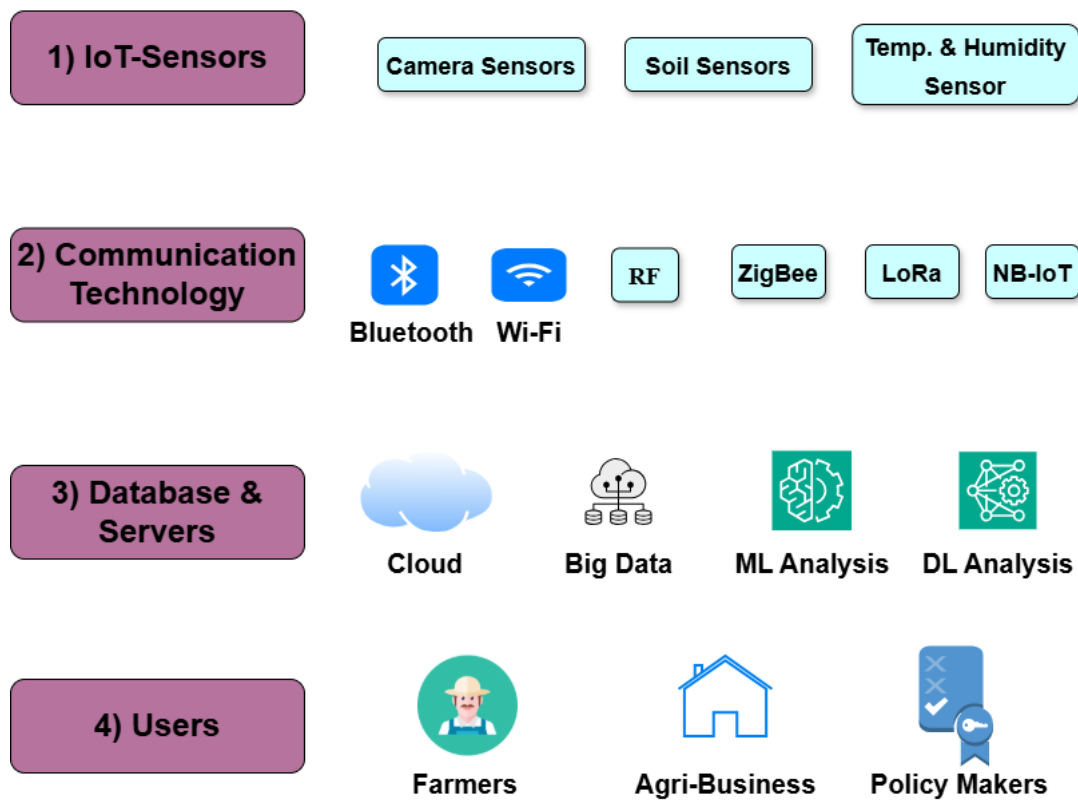 1) IoT-Sensors
Camera Sensors
Soil Sensors
Temp. & Humidity
Sensor
2) Communication
Technology
Bluetooth
Wi-Fi
RF
ZigBee
LoRa
NB-IoT
3) Database &
Servers
Cloud
Big Data
ML Analysis
DL Analysis
4) Users
Farmers
Agri-Business
Policy Makers